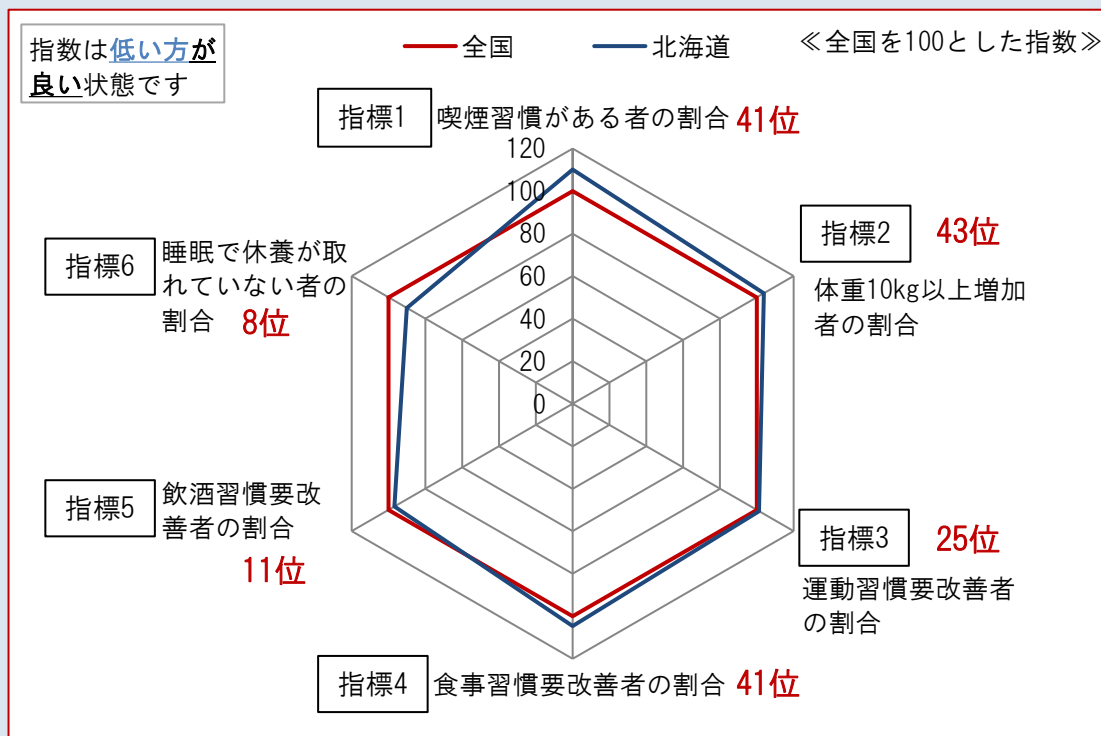 指数は低い方が
良い状態です
全国
北海道
≪全国を100とした指数≫
指標1
喫煙習慣がある者の割合
41位
120
100
80
60
40
20
0
指標2
43位
体重10kg以上増加
者の割合
指標3
25位
運動習慣要改善者
の割合
指標4
食事習慣要改善者の割合
41位
指標5
飲酒習慣要改
善者の割合
11位
指標6
睡眠で休養が取
れていない者の
割合
8位